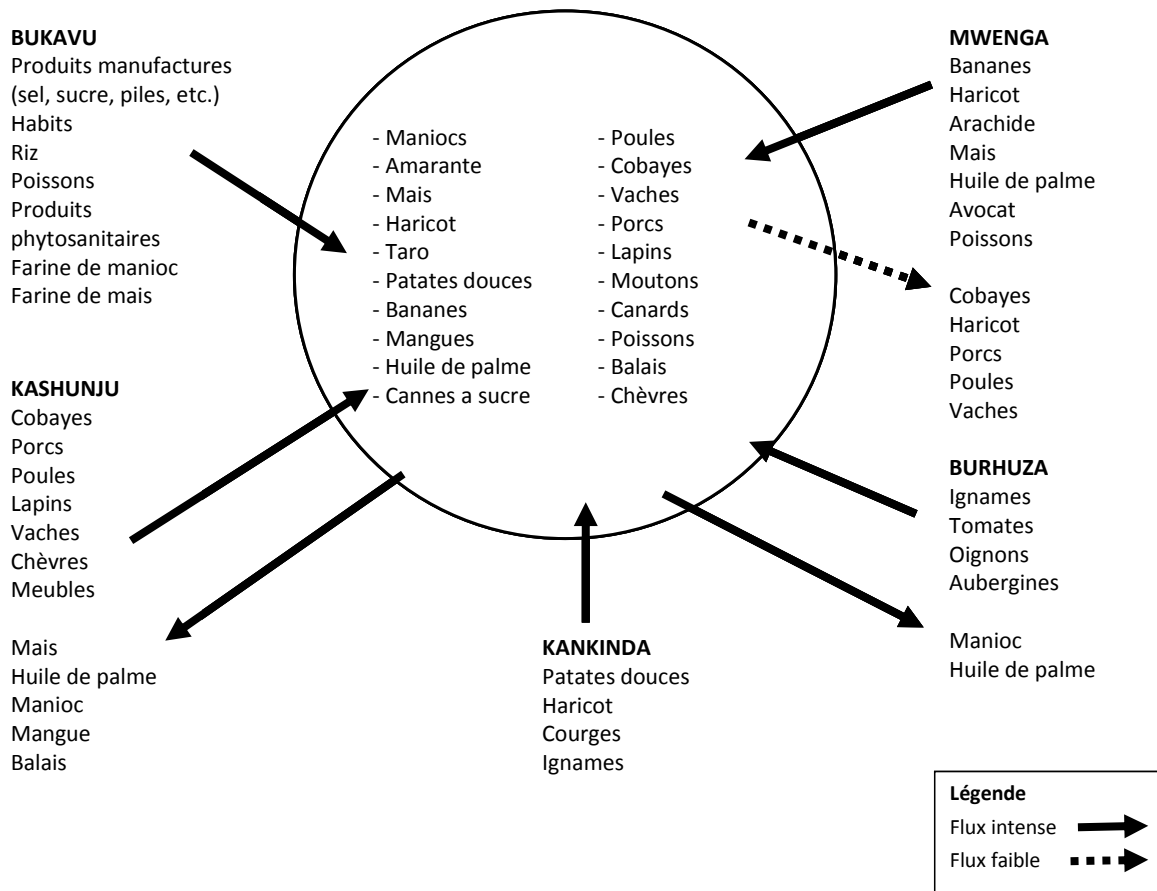 BUKAVU
Produits manufactures
(sel, sucre, piles, etc.)
Habits
Riz
Poissons
Produits
phytosanitaires
Farine de manioc
Farine de mais
KASHUNJU
Cobayes
Porcs
Poules
Lapins
Vaches
Chèvres
Meubles
Mais
Huile de palme
Manioc
Mangue
Balais
- Maniocs
- Amarante
- Mais
- Haricot
- Taro
- Patates douces
- Bananes
- Mangues
- Huile de palme
- Cannes a sucre
- Poules
- Cobayes
- Vaches
- Porcs
- Lapins
- Moutons
- Canards
- Poissons
- Balais
- Chèvres
KANKINDA
Patates douces
Haricot
Courges
Ignames
MWENGA
Bananes
Haricot
Arachide
Mais
Huile de palme
Avocat
Poissons
Cobayes
Haricot
Porcs
Poules
Vaches
BURHUZA
Ignames
Tomates
Oignons
Aubergines
Manioc
Huile de palme
Légende
Flux intense
Flux faible